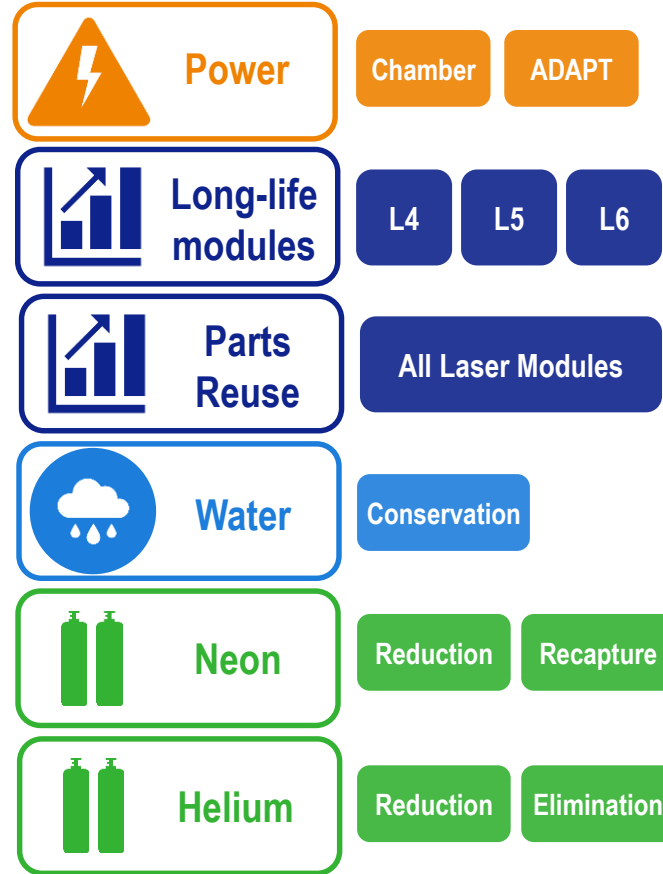 Power
Chamber
ADAPT
Long-life
modules
L4
L5
L6
Parts
Reuse
All Laser Modules
Water
Conservation
Neon
Reduction
Recapture
Helium
Reduction
Elimination